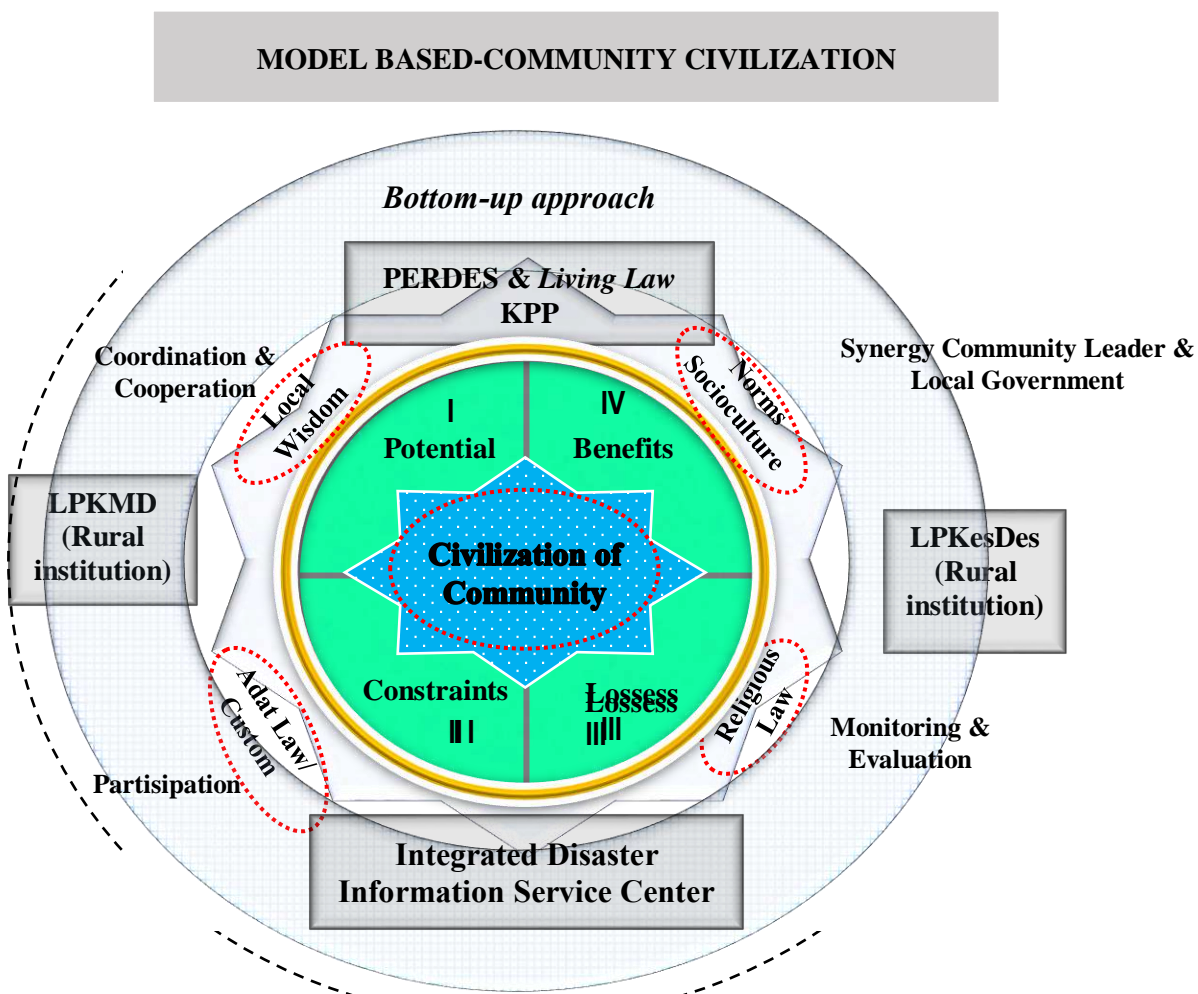 MODEL BASED-COMMUNITY CIVILIZATION
Bottom-up approach
PERDES & Living Law
KPP
Coordination &
Cooperation
Local
Wisdom
Norms
Socioculture
Synergy Community Leader &
Local Government
I
Potential
IV
Benefits
LPKMD
(Rural
institution)
Civilization of
Community
LPKesDes
(Rural
institution)
Constraints
II
Lossess
III
Adat Law/
Custom
Religious
Law
Partisipation
Monitoring &
Evaluation
Integrated Disaster
Information Service Center